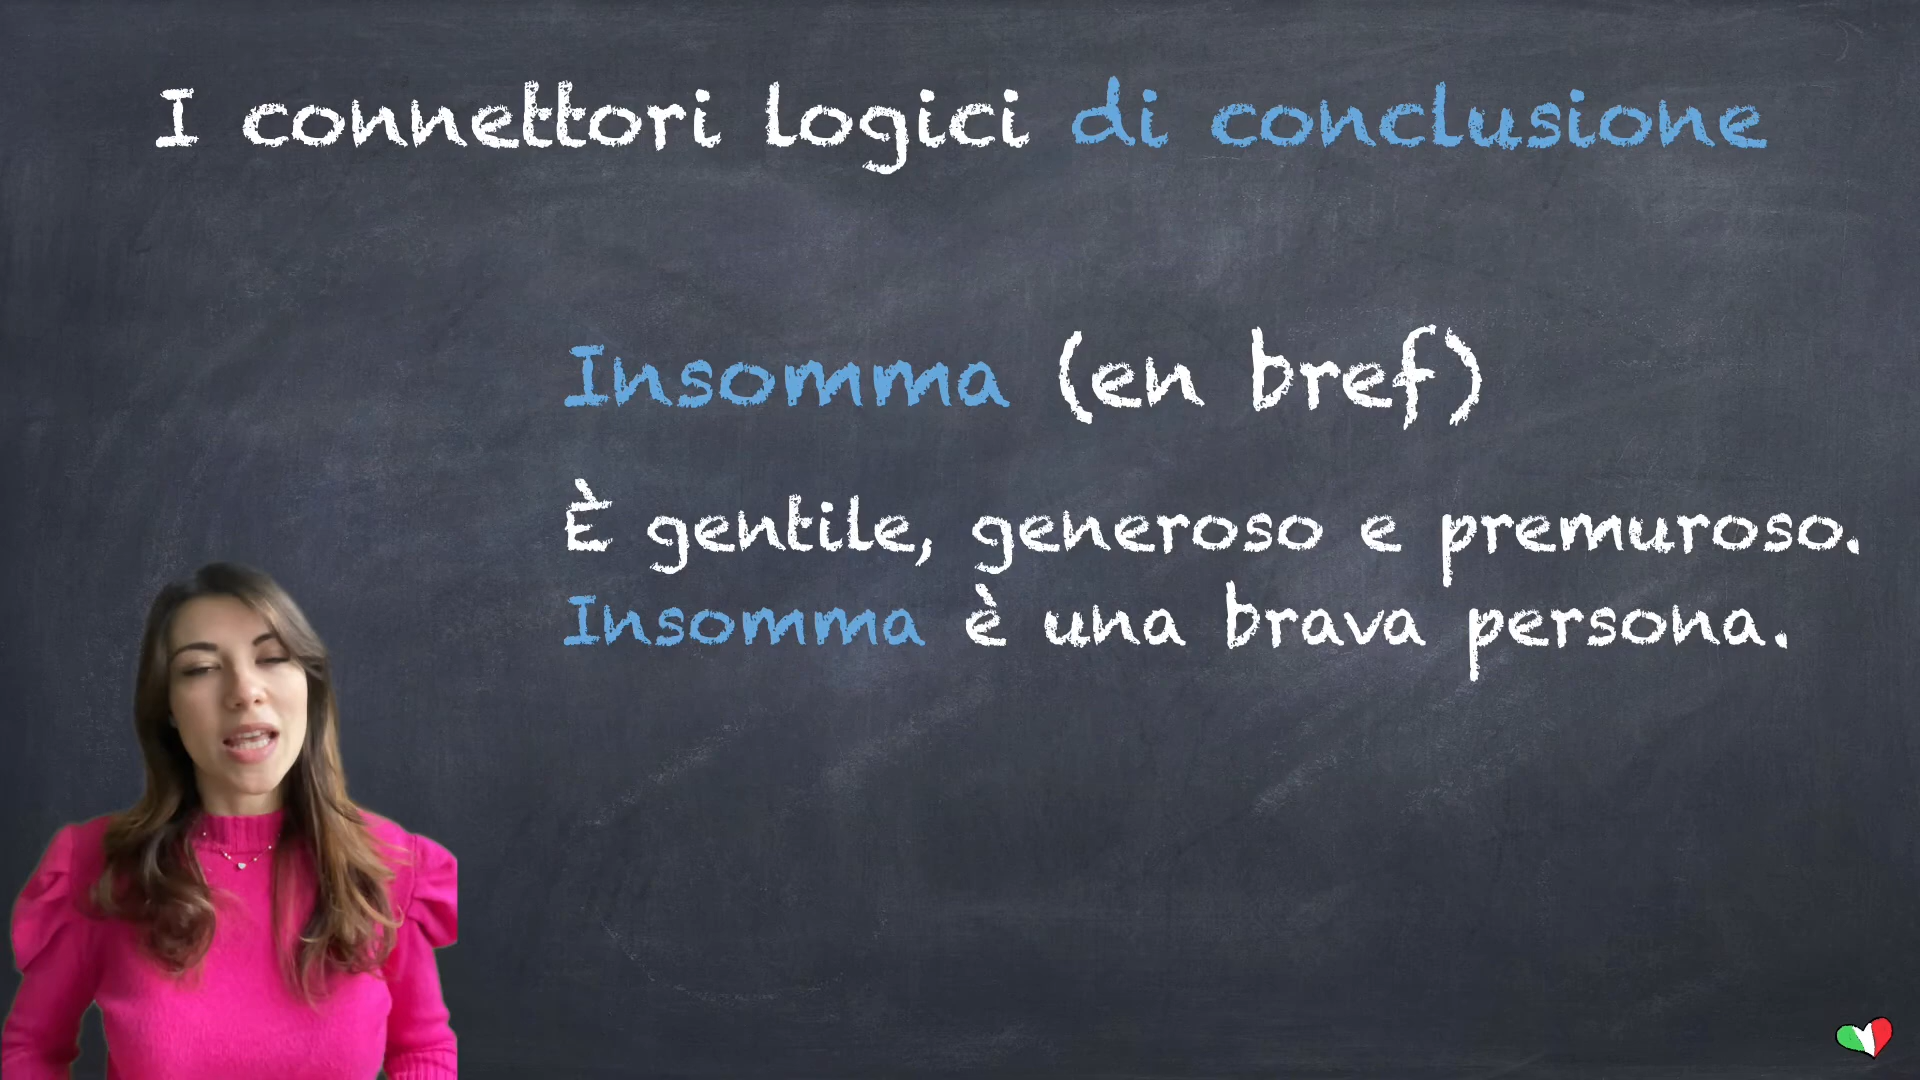 I connettori logici di conclusione
Insomma (en bref)
È gentile, generoso e premuroso.
Insomma è una brava persona.